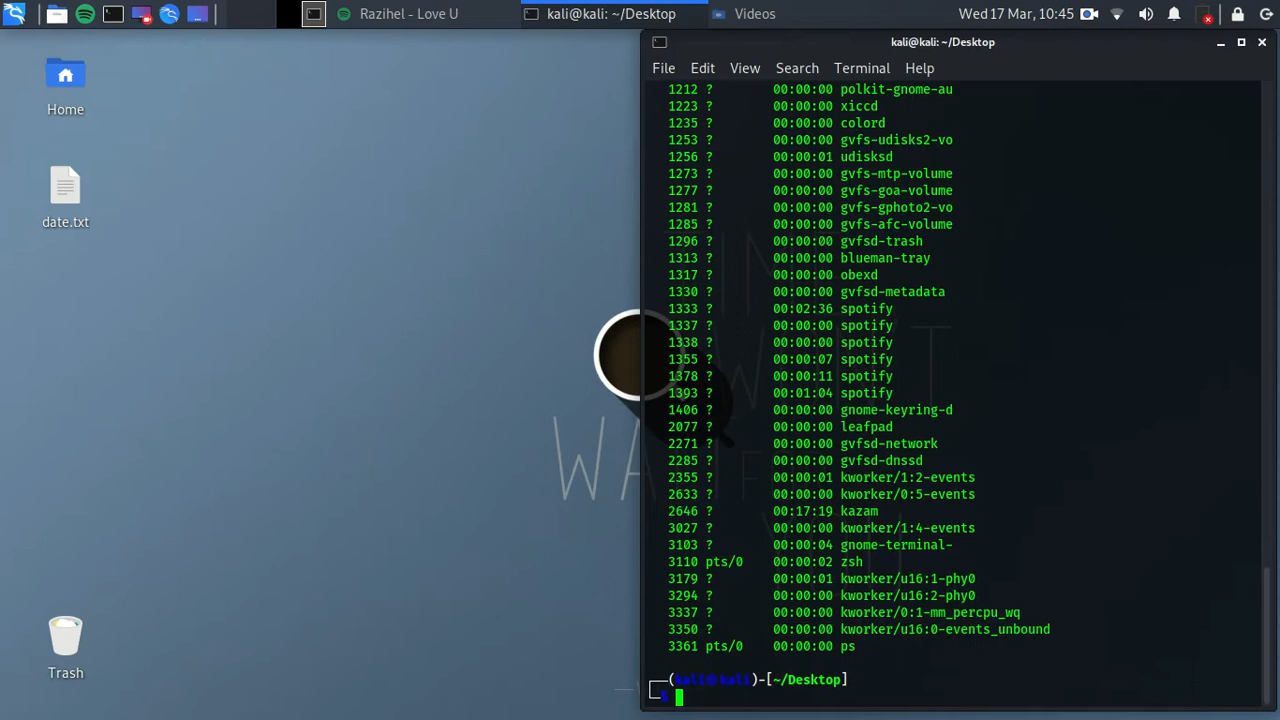 Razihel - Love U
kali@kali: ~/Desktop
Videos
Wed 17 Mar, 10:45
kali@kali: ~/Desktop
File Edit View Search Terminal Help
Home
date.txt
Trash
1212 ? 00:00:00 polkit-gnome-au
1223 ? 00:00:00 xiccd
1235 ? 00:00:00 colord
1253 ? 00:00:00 gvfs-udisks2-vo
1256 ? 00:00:01 udisksd
1273 ? 00:00:00 gvfs-mtp-volume
1277 ? 00:00:00 gvfs-goa-volume
1281 ? 00:00:00 gvfs-gphoto2-vo
1285 ? 00:00:00 gvfs-afc-volume
1296 ? 00:00:00 gvfsd-trash
1313 ? 00:00:00 blueman-tray
1317 ? 00:00:00 obexd
1330 ? 00:00:00 gvfsd-metadata
1333 ? 00:02:36 spotify
1337 ? 00:00:00 spotify
1338 ? 00:00:00 spotify
1355 ? 00:00:07 spotify
1378 ? 00:00:11 spotify
1393 ? 00:01:04 spotify
1406 ? 00:00:00 gnome-keyring-d
2077 ? 00:00:00 leafpad
2271 ? 00:00:00 gvfsd-network
2285 ? 00:00:00 gvfsd-dnssd
2355 ? 00:00:01 kworker/1:2-events
2633 ? 00:00:00 kworker/0:5-events
2646 ? 00:17:19 kazam
3027 ? 00:00:00 kworker/1:4-events
3103 ? 00:00:04 gnome-terminal-
3110 pts/0 00:00:02 zsh
3179 ? 00:00:01 kworker/u16:1-phy0
3294 ? 00:00:00 kworker/u16:2-phy0
3337 ? 00:00:00 kworker/0:1-mm_percpu_wq
3350 ? 00:00:00 kworker/u16:0-events_unbound
3361 pts/0 00:00:00 ps
┌──(kali㉿kali)-[~/Desktop]
└─$